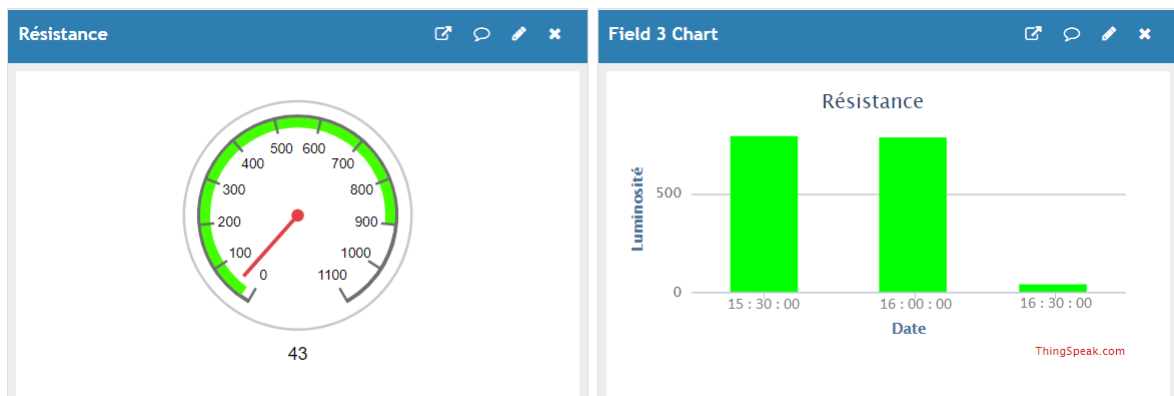 Résistance
500 600
400 700
300 800
200 900
100 1000
0 1100
43
Field 3 Chart
Résistance
Luminosité
500
0
15 : 30 : 00 16 : 00 : 00 16 : 30 : 00
Date
ThingSpeak.com